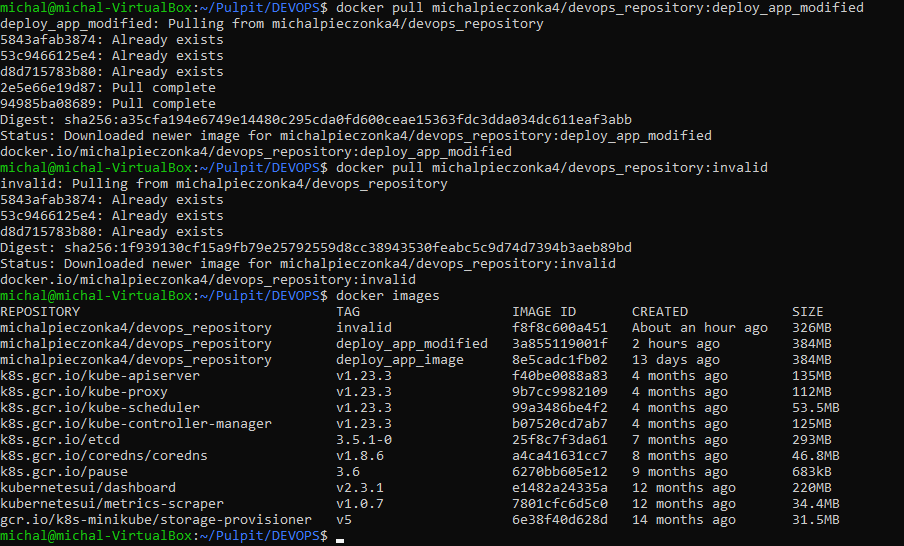 michal@michal-VirtualBox:~/Pulpit/DEVOPS$ docker pull michalpieczonka4/devops_repository:deploy_app_modified
deploy_app_modified: Pulling from michalpieczonka4/devops_repository
5843afab3874: Already exists
53c9466125e4: Already exists
d8d715783b80: Already exists
2e5e66e19d87: Pull complete
94985ba08689: Pull complete
Digest: sha256:a35cfa194e6749e14480c295cda0fd600ceae15363fdc3dda034dc611eaf3abb
Status: Downloaded newer image for michalpieczonka4/devops_repository:deploy_app_modified
docker.io/michalpieczonka4/devops_repository:deploy_app_modified
michal@michal-VirtualBox:~/Pulpit/DEVOPS$ docker pull michalpieczonka4/devops_repository:invalid
invalid: Pulling from michalpieczonka4/devops_repository
5843afab3874: Already exists
53c9466125e4: Already exists
d8d715783b80: Already exists
Digest: sha256:1f939130cf15a9fb79e25792559d8cc38943530feabc5c9d74d7394b3aeb89bd
Status: Downloaded newer image for michalpieczonka4/devops_repository:invalid
docker.io/michalpieczonka4/devops_repository:invalid
michal@michal-VirtualBox:~/Pulpit/DEVOPS$ docker images
REPOSITORY TAG IMAGE ID CREATED SIZE
michalpieczonka4/devops_repository invalid f8f8c600a451 About an hour ago 326MB
michalpieczonka4/devops_repository deploy_app_modified 3a855119001f 2 hours ago 384MB
michalpieczonka4/devops_repository deploy_app_image 8e5cadc1fb02 13 days ago 384MB
k8s.gcr.io/kube-apiserver v1.23.3 f40be0088a83 4 months ago 135MB
k8s.gcr.io/kube-proxy v1.23.3 9b7cc9982109 4 months ago 112MB
k8s.gcr.io/kube-scheduler v1.23.3 99a3486be4f2 4 months ago 53.5MB
k8s.gcr.io/kube-controller-manager v1.23.3 b07520cd7ab7 4 months ago 125MB
k8s.gcr.io/etcd 3.5.1-0 25f8c7f3da61 7 months ago 293MB
k8s.gcr.io/coredns/coredns v1.8.6 a4ca41631cc7 8 months ago 46.8MB
k8s.gcr.io/pause 3.6 6270bb605e12 9 months ago 683kB
kubernetesui/dashboard v2.3.1 e1482a24335a 12 months ago 220MB
kubernetesui/metrics-scraper v1.0.7 7801cfc6d5c0 12 months ago 34.4MB
gcr.io/k8s-minikube/storage-provisioner v5 6e38f40d628d 14 months ago 31.5MB
michal@michal-VirtualBox:~/Pulpit/DEVOPS$